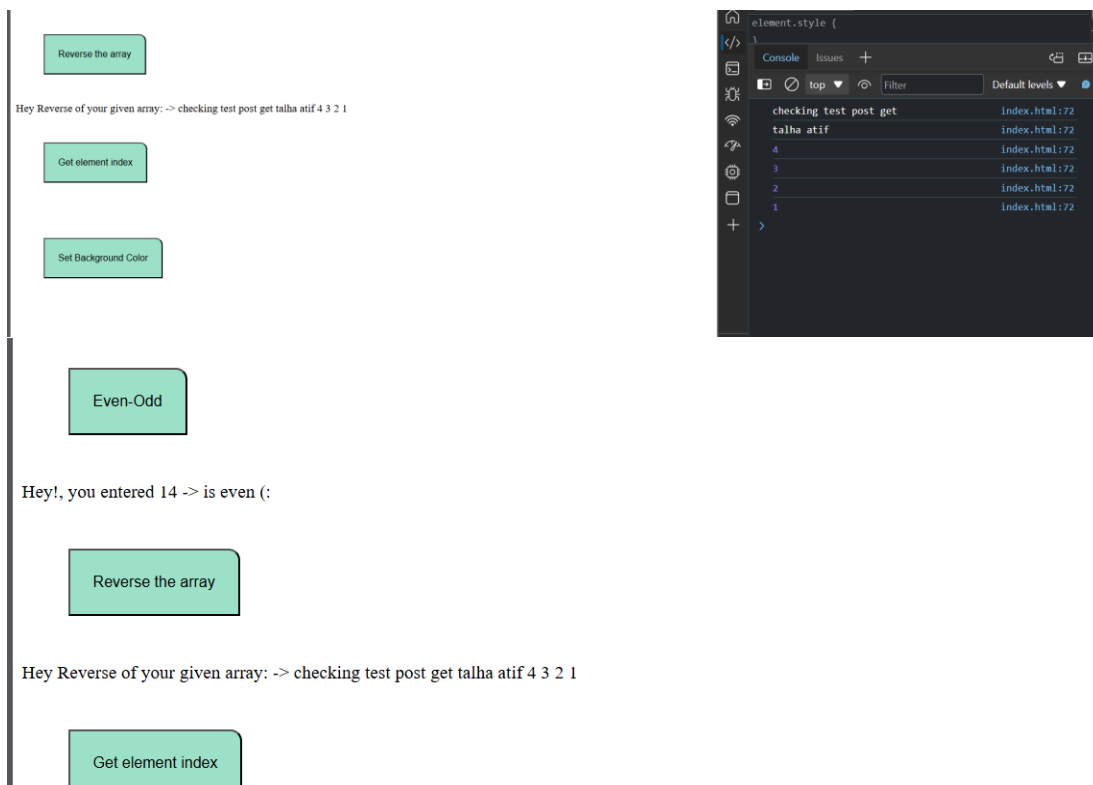 Reverse the array
Hey Reverse of your given array: -> checking test post get talha atif 4 3 2 1
Get element index
Set Background Color
element.style {
}
Console Issues +
top ▼ Filter Default levels ▼
checking test post get index.html:72
talha atif index.html:72
4 index.html:72
3 index.html:72
2 index.html:72
1 index.html:72
>
Even-Odd
Hey!, you entered 14 -> is even (:
Reverse the array
Hey Reverse of your given array: -> checking test post get talha atif 4 3 2 1
Get element index